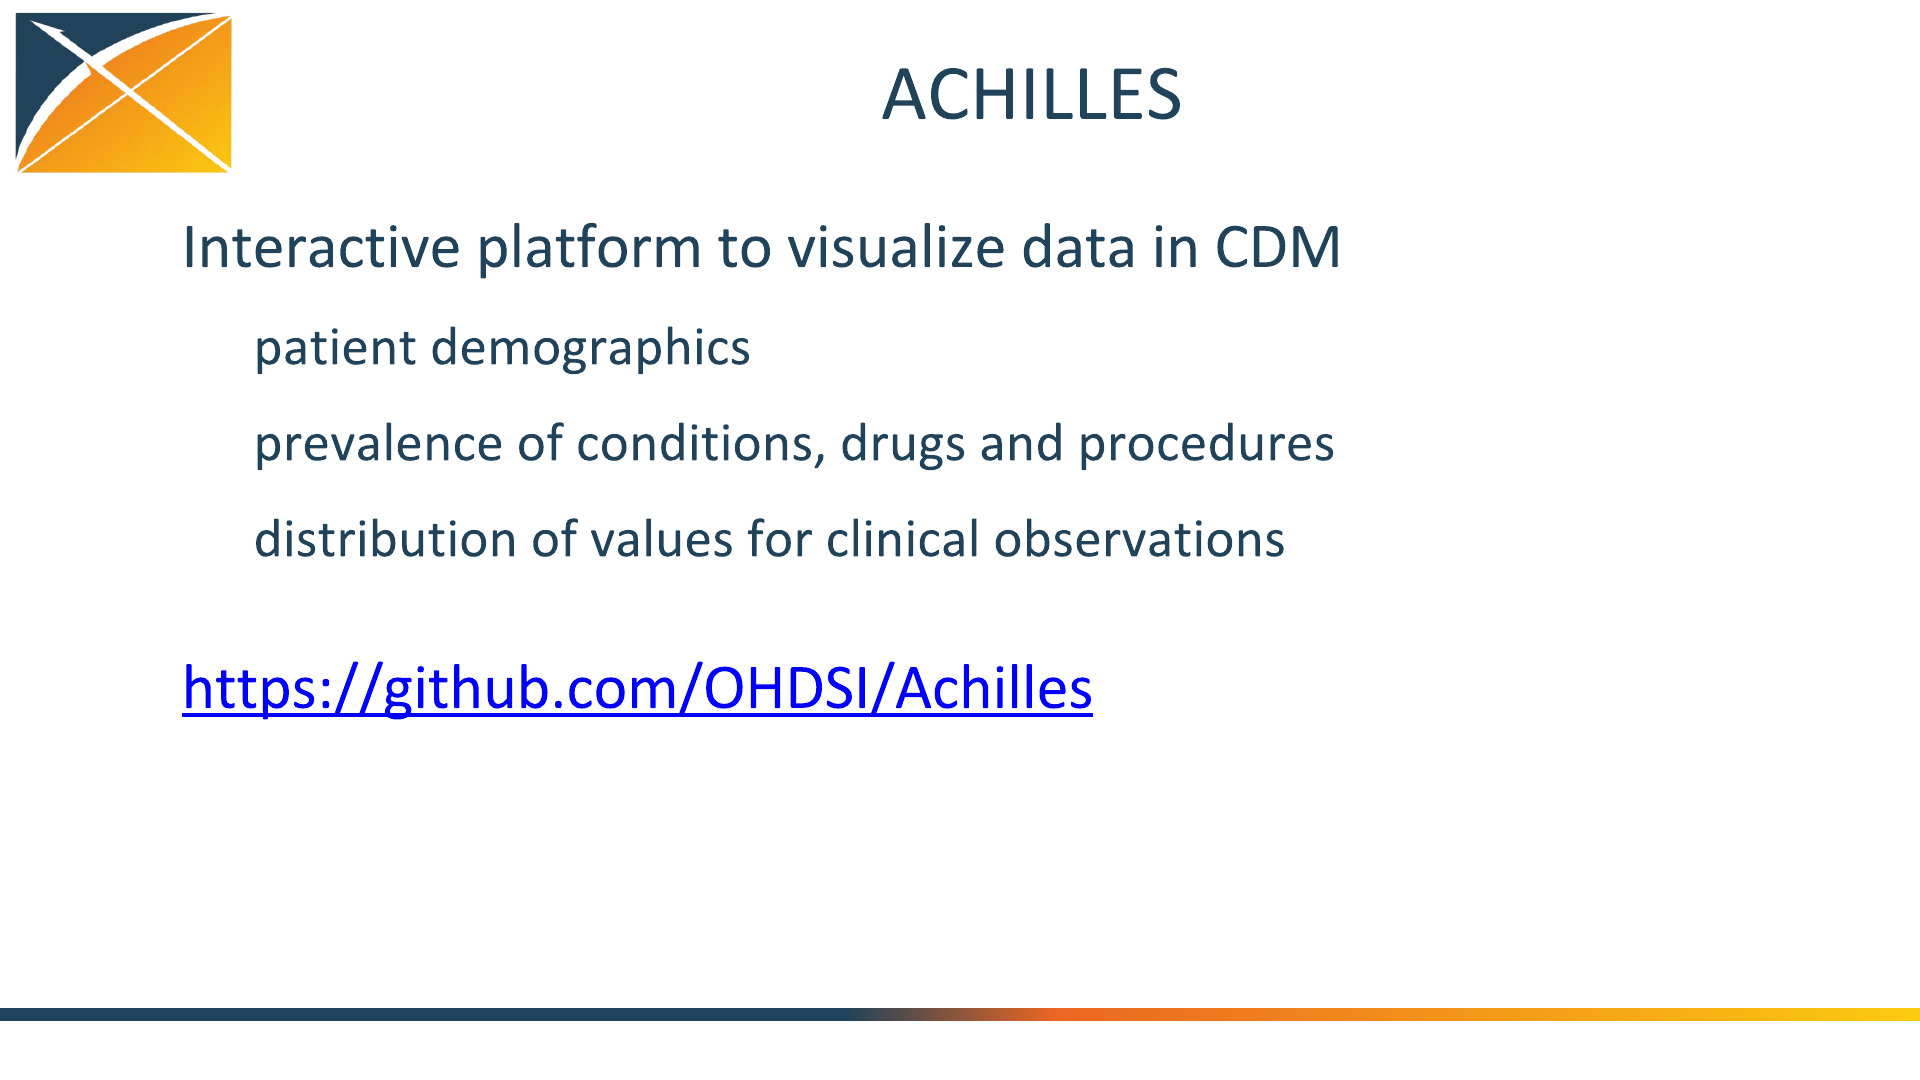 ACHILLES
Interactive platform to visualize data in CDM
patient demographics
prevalence of conditions, drugs and procedures
distribution of values for clinical observations
https://github.com/OHDSI/Achilles